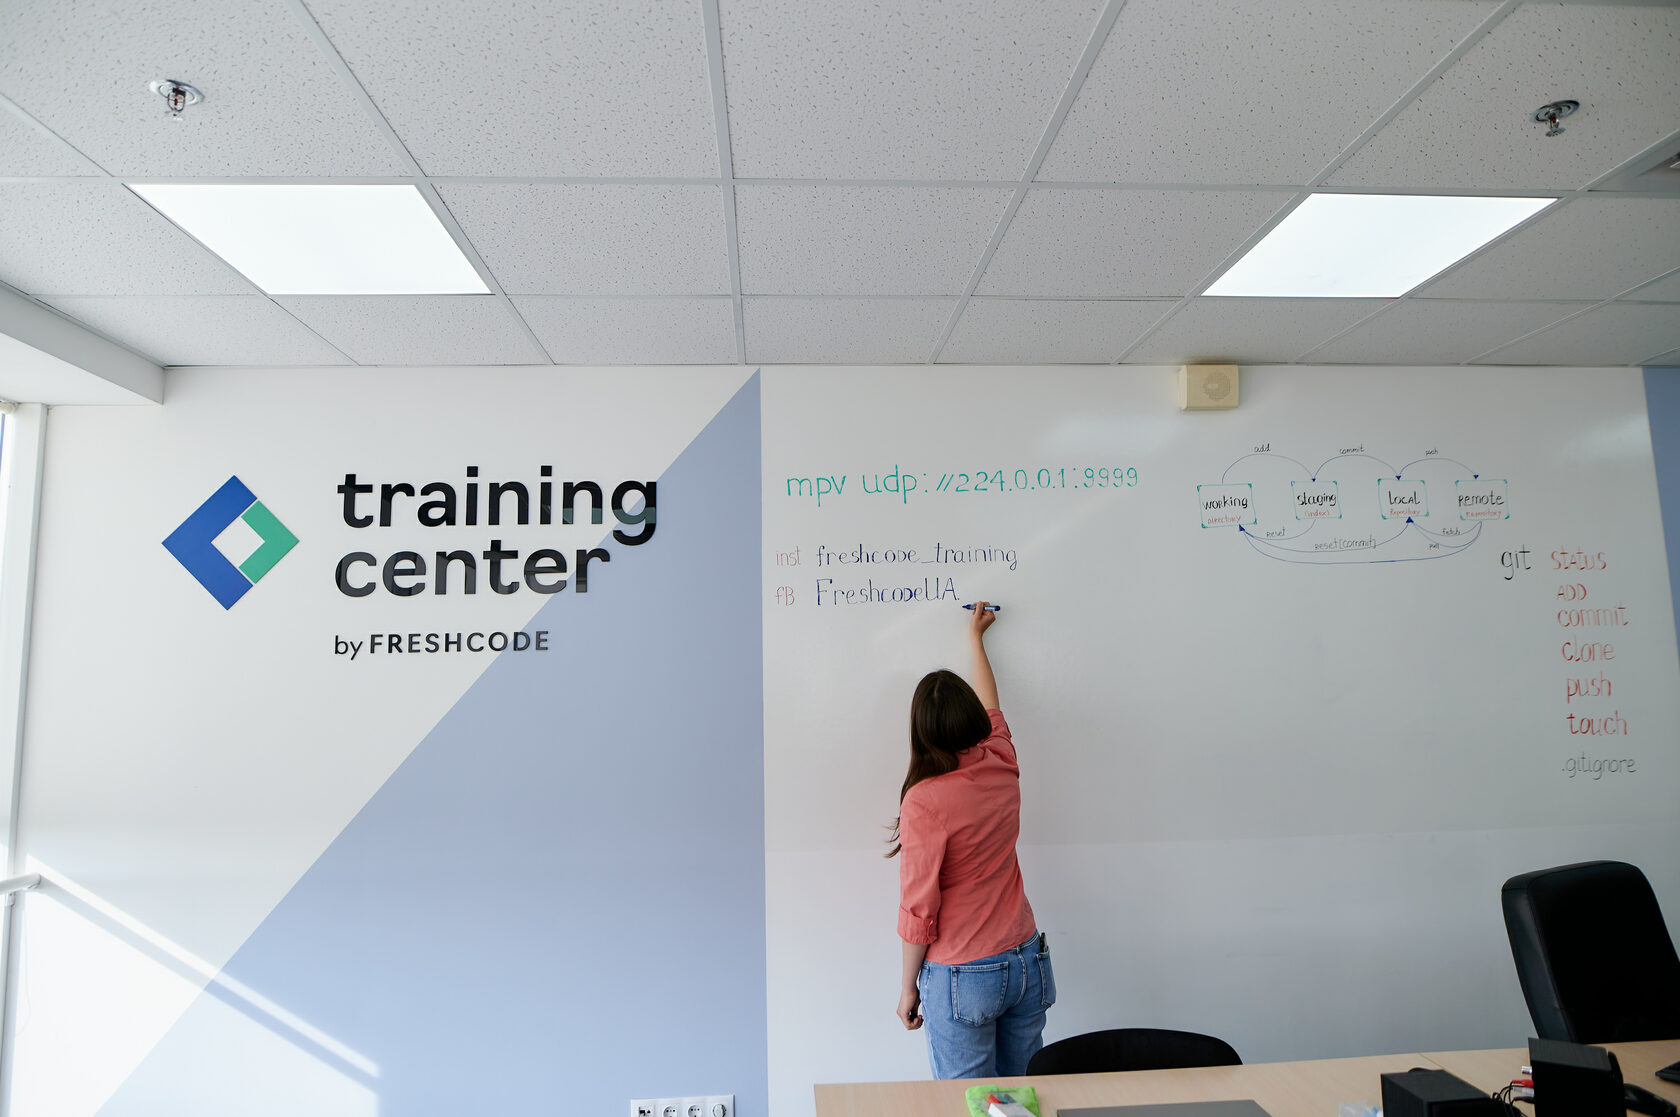 training
center
by FRESHCODE
mpv udp://224.0.0.1:9999
inst freshcode_training
fB FreshcodeUA.
add commit push
working DIRECTORY
staging (index)
LOCAL Repository
Remote Repository
Reset
Reset (commit)
fetch
pull
git STATUS
ADD
commit
clone
push
touch
.gitignore